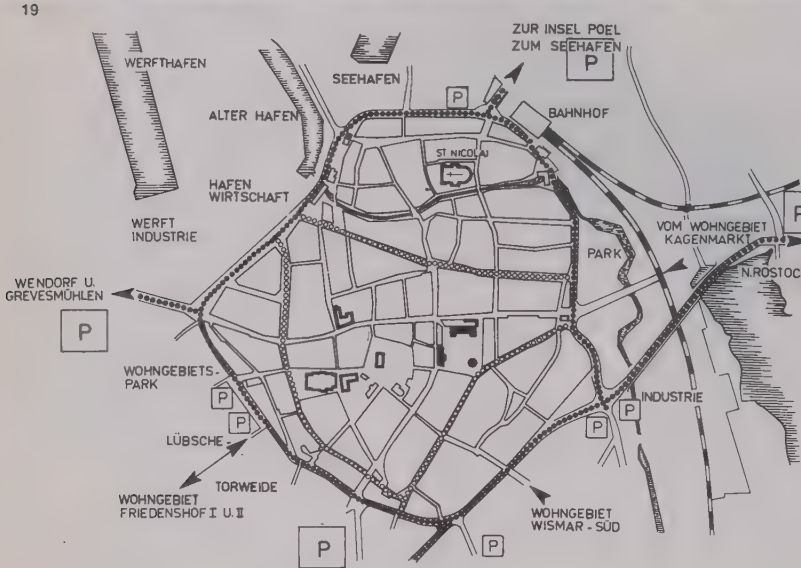 19
ZUR INSEL POEL
ZUM SEEHAFEN
P
WERFTHAFEN
SEEHAFEN
P
BAHNHOF
ALTER HAFEN
ST NICOLAI
HAFEN
WIRTSCHAFT
P
WERFT
INDUSTRIE
VOM WOHNGEBIET
KAGENMARKT
PARK
N.ROSTOC
WENDORF U.
GREVESMÜHLEN
P
WOHNGEBIETS-
PARK
P
INDUSTRIE
P
P
P
LÜBSCHE-
TORWEIDE
WOHNGEBIET
FRIEDENSHOF I U. II
WOHNGEBIET
WISMAR - SÜD
P
P